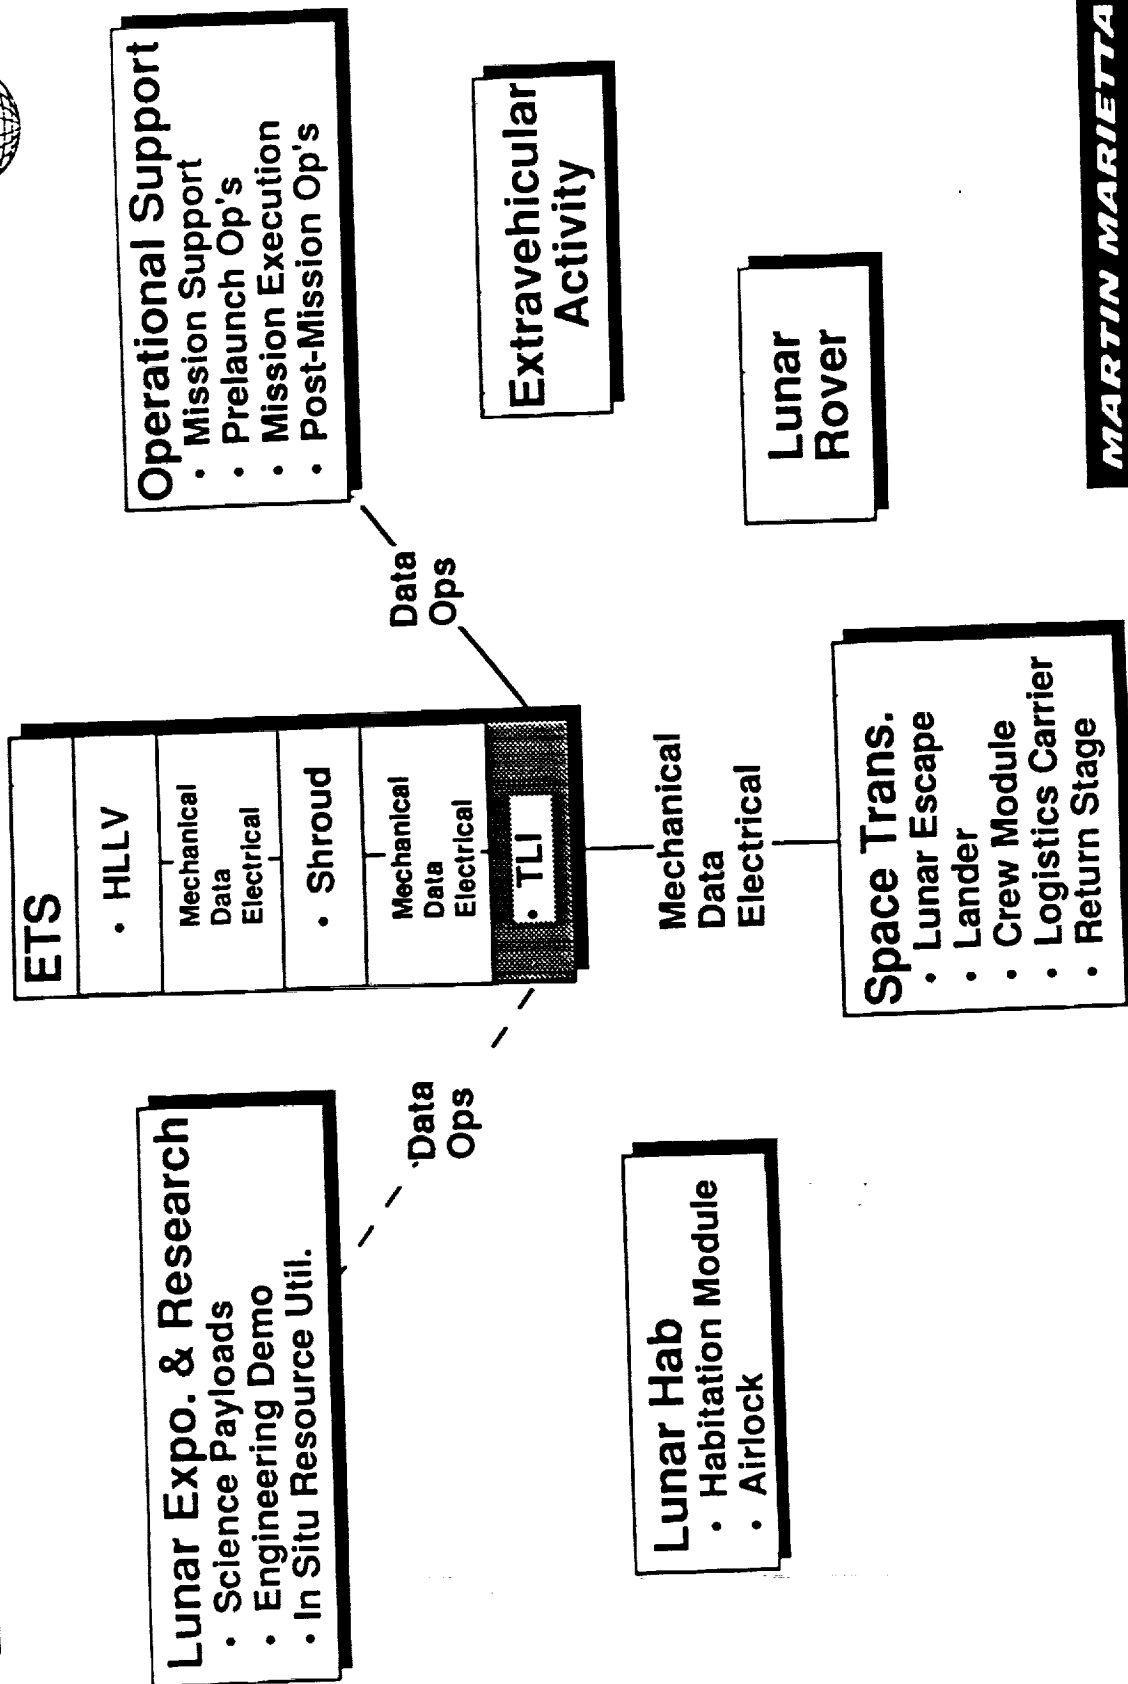 ETS
• HLLV
Mechanical
Data
Electrical
• Shroud
Mechanical
Data
Electrical
• TLI
Lunar Expo. & Research
• Science Payloads
• Engineering Demo
• In Situ Resource Util.
Data
Ops
Operational Support
• Mission Support
• Prelaunch Op's
• Mission Execution
• Post-Mission Op's
Data
Ops
Extravehicular
Activity
Mechanical
Data
Electrical
Lunar Hab
• Habitation Module
• Airlock
Space Trans.
• Lunar Escape
• Lander
• Crew Module
• Logistics Carrier
• Return Stage
Lunar
Rover
MARTIN MARIETTA